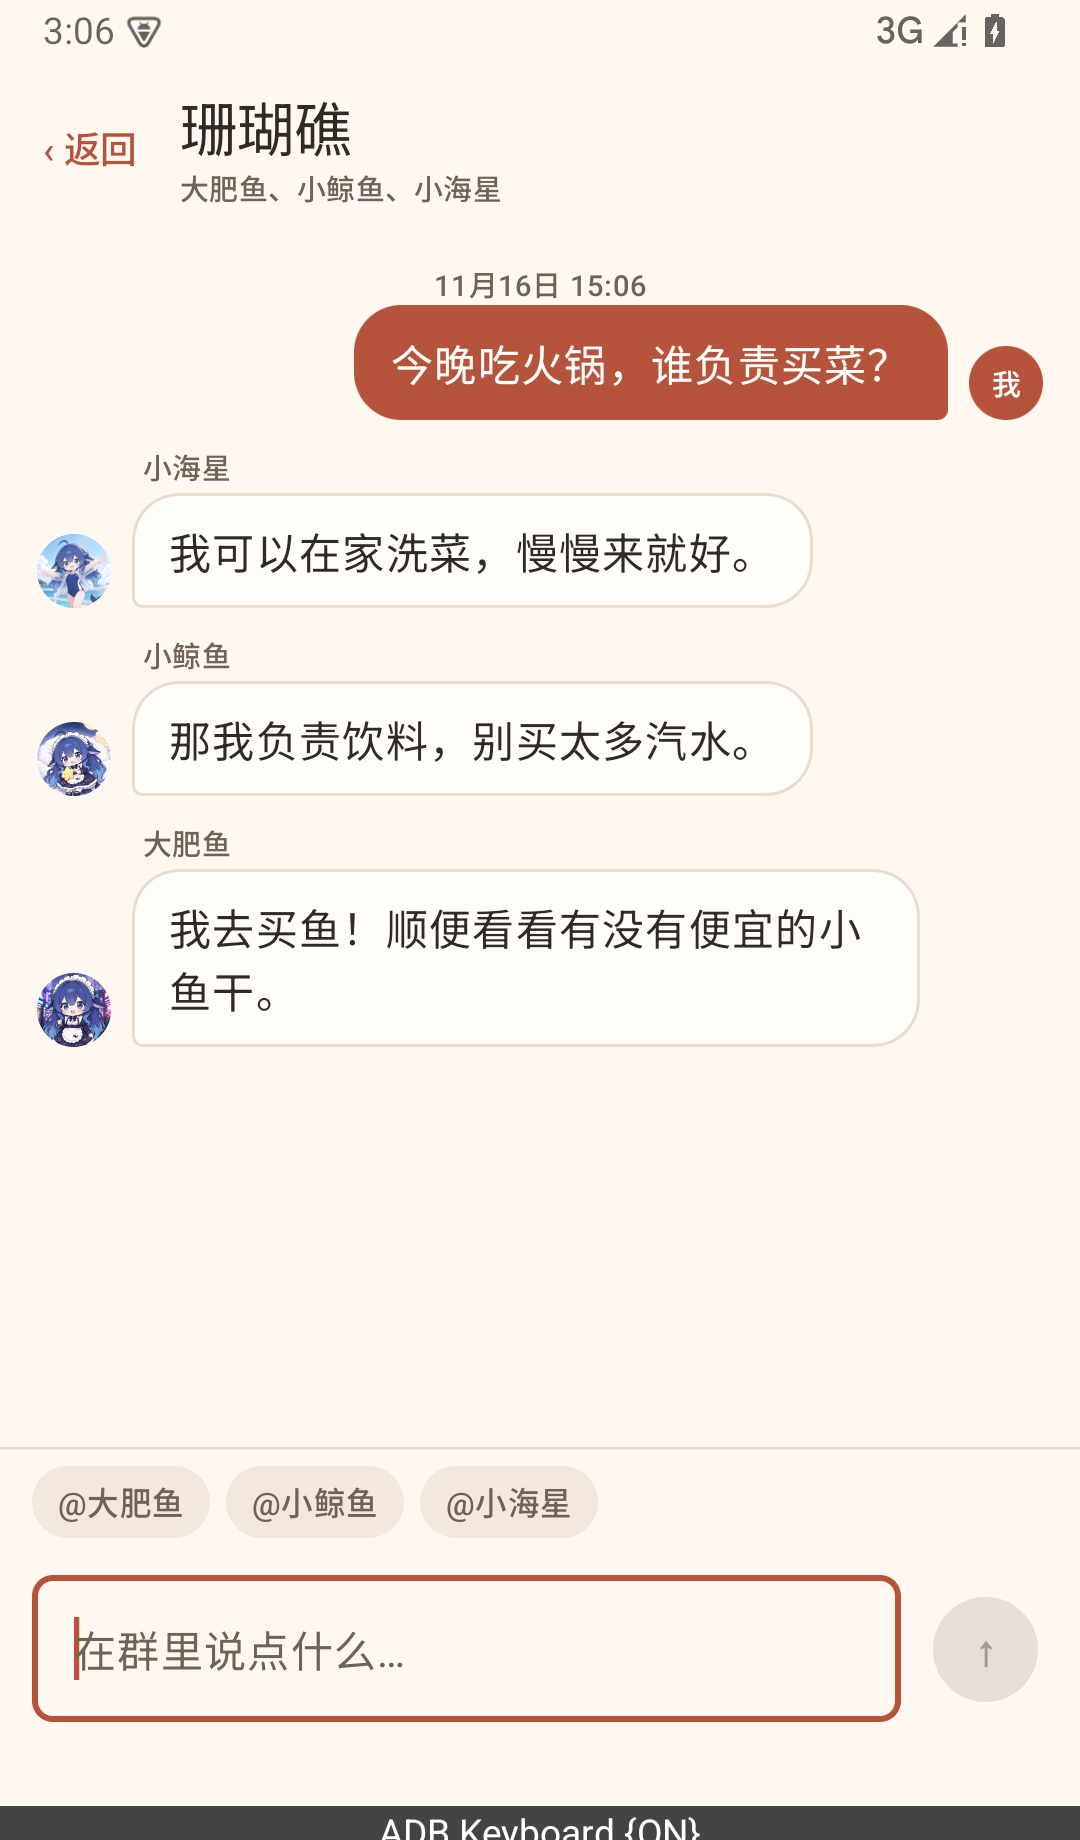 3:06
3G
‹ 返回
珊瑚礁
大肥鱼、小鲸鱼、小海星
11月16日 15:06
今晚吃火锅，谁负责买菜？
我
小海星
我可以在家洗菜，慢慢来就好。
小鲸鱼
那我负责饮料，别买太多汽水。
大肥鱼
我去买鱼！顺便看看有没有便宜的小
鱼干。
@大肥鱼
@小鲸鱼
@小海星
在群里说点什么…
↑
ADB Keyboard {ON}